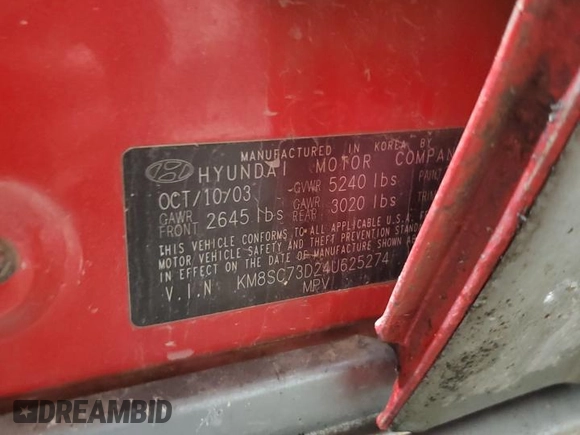 MANUFACTURED IN KOREA BY
HYUNDAI MOTOR COMPAN
OCT/10/03 GVWR 5240 lbs
GAWR FRONT 2645 lbs GAWR REAR 3020 lbs
THIS VEHICLE CONFORMS TO ALL APPLICABLE U.S.A. F
MOTOR VEHICLE SAFETY AND THEFT PREVENTION STANDA
IN EFFECT ON THE DATE OF MANUFACTURE SHOWN A
V.I.N KM8SC73D24U625274
MPV
DREAMBID